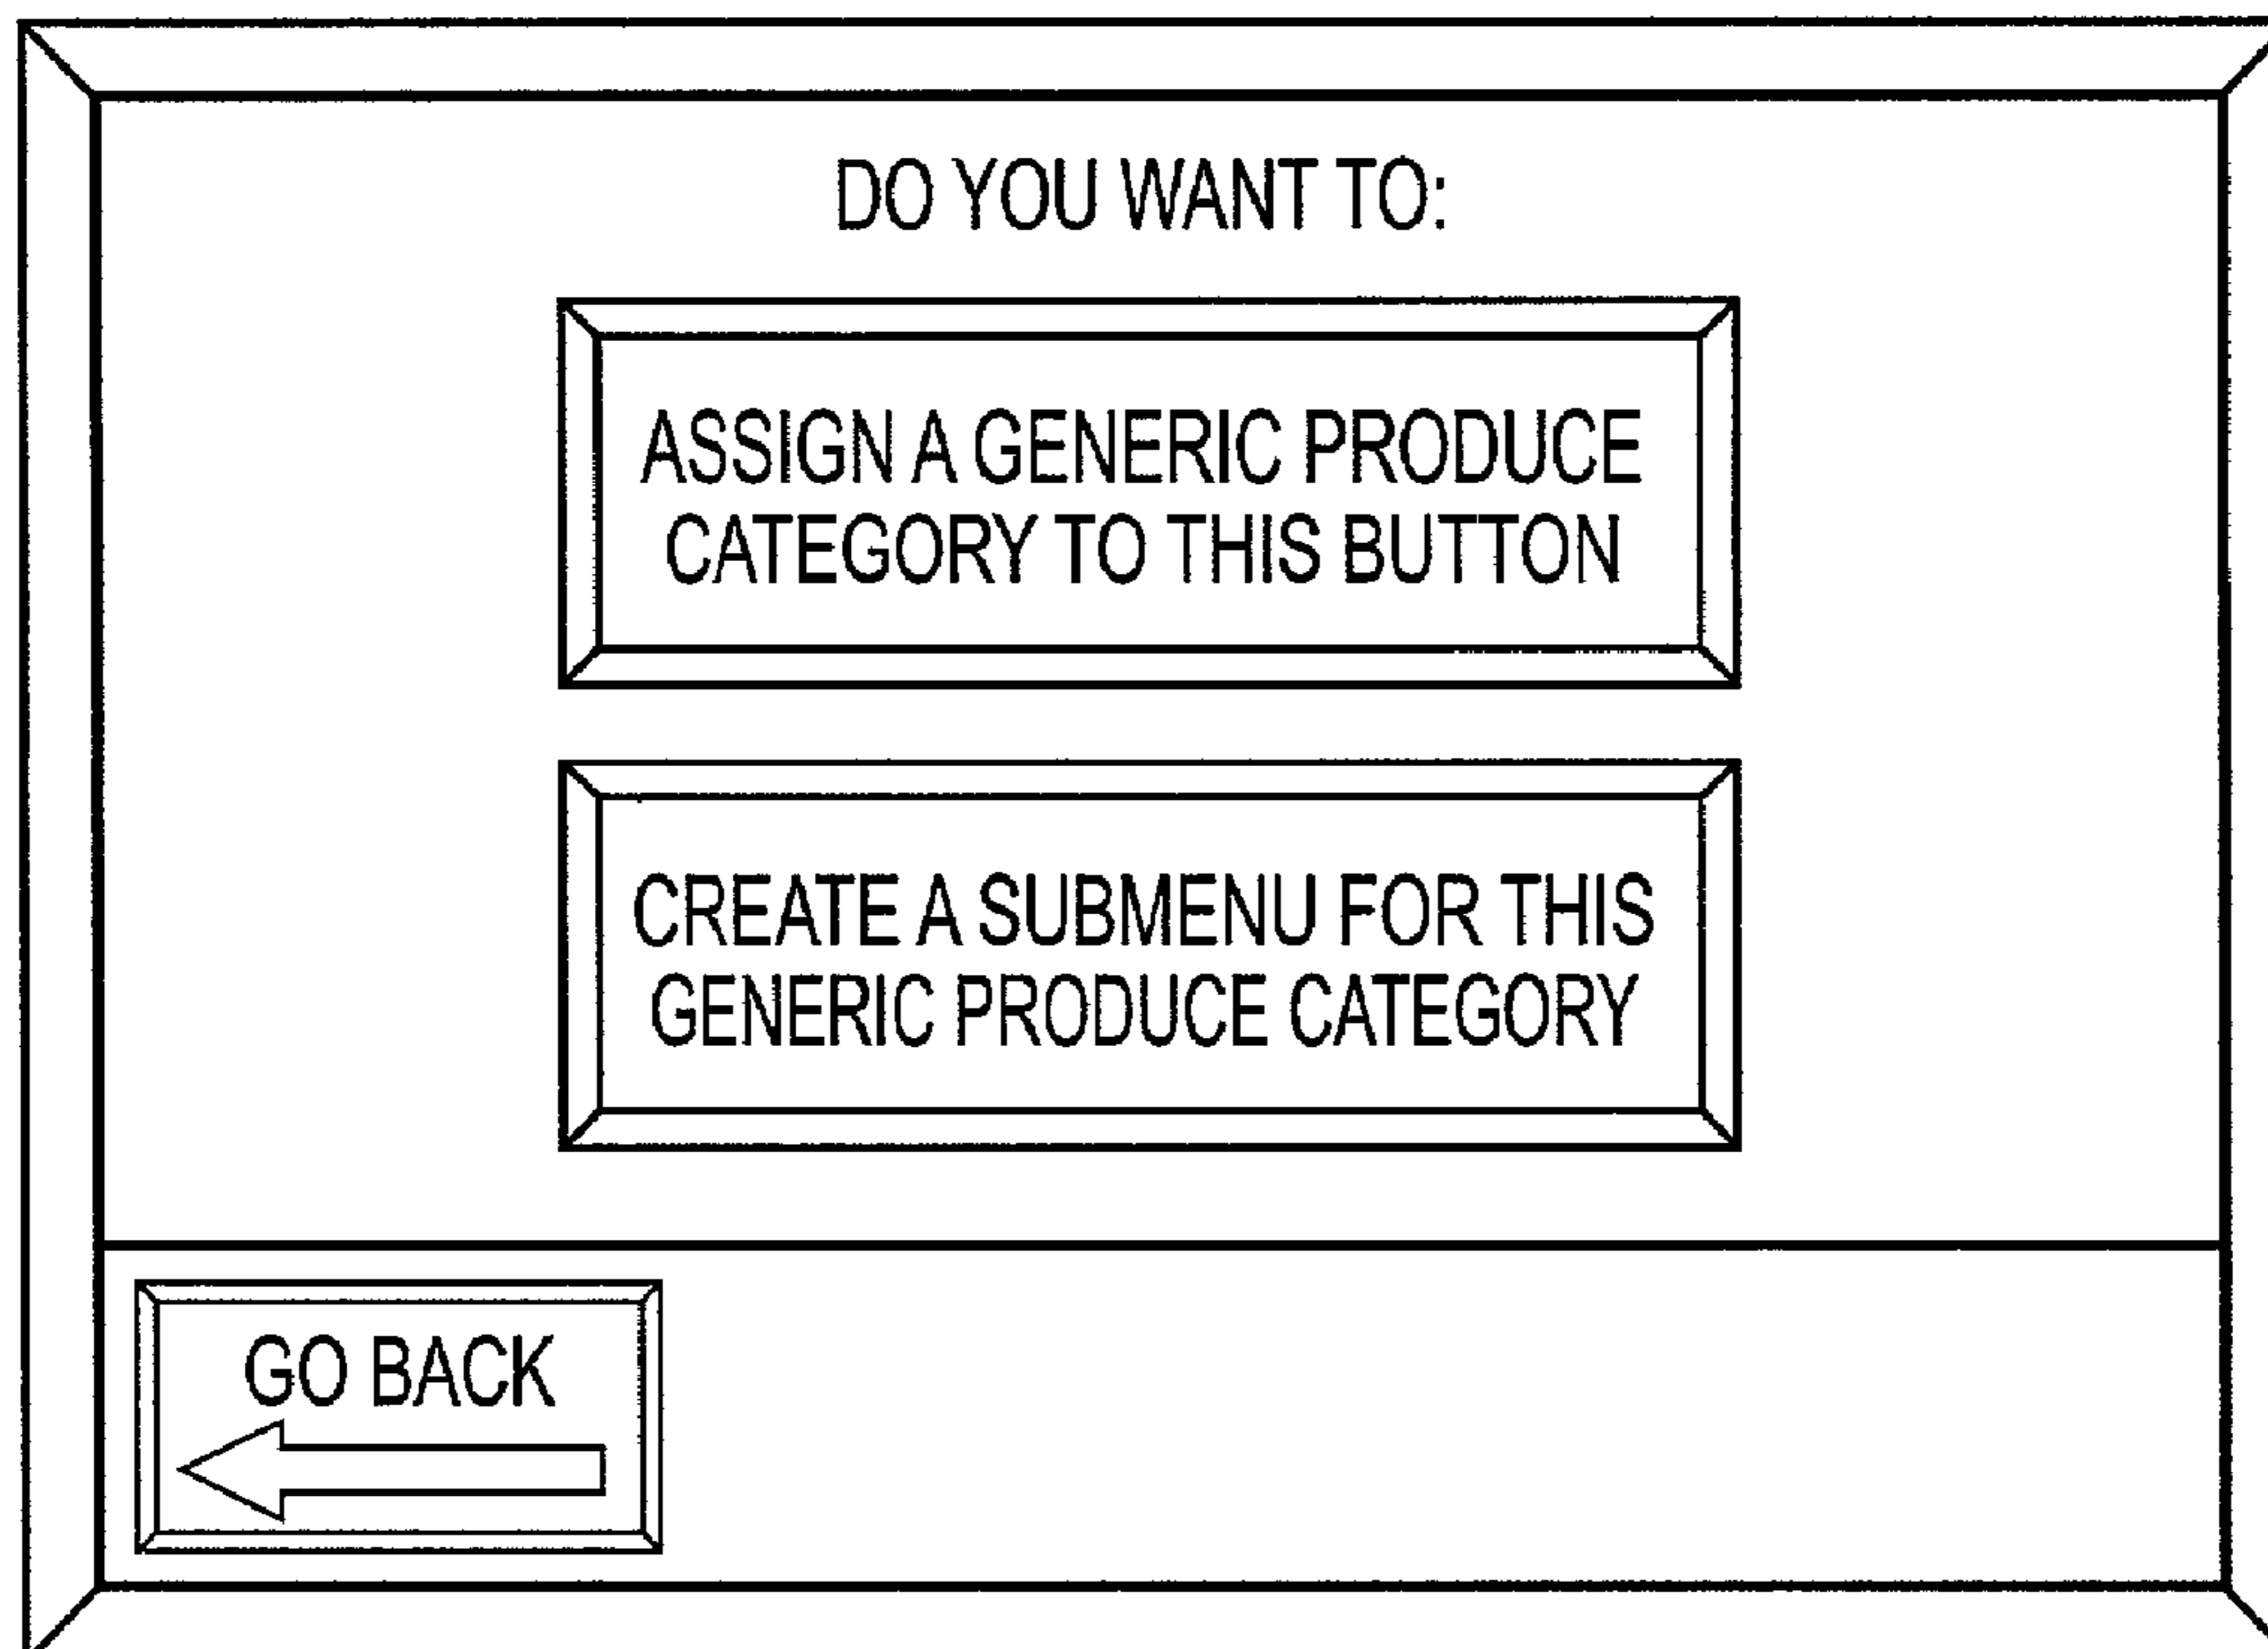 DO YOU WANT TO:
ASSIGN A GENERIC PRODUCE
CATEGORY TO THIS BUTTON
CREATE A SUBMENU FOR THIS
GENERIC PRODUCE CATEGORY
GO BACK